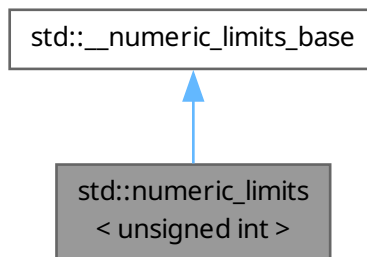 std::__numeric_limits_base
std::numeric_limits
< unsigned int >